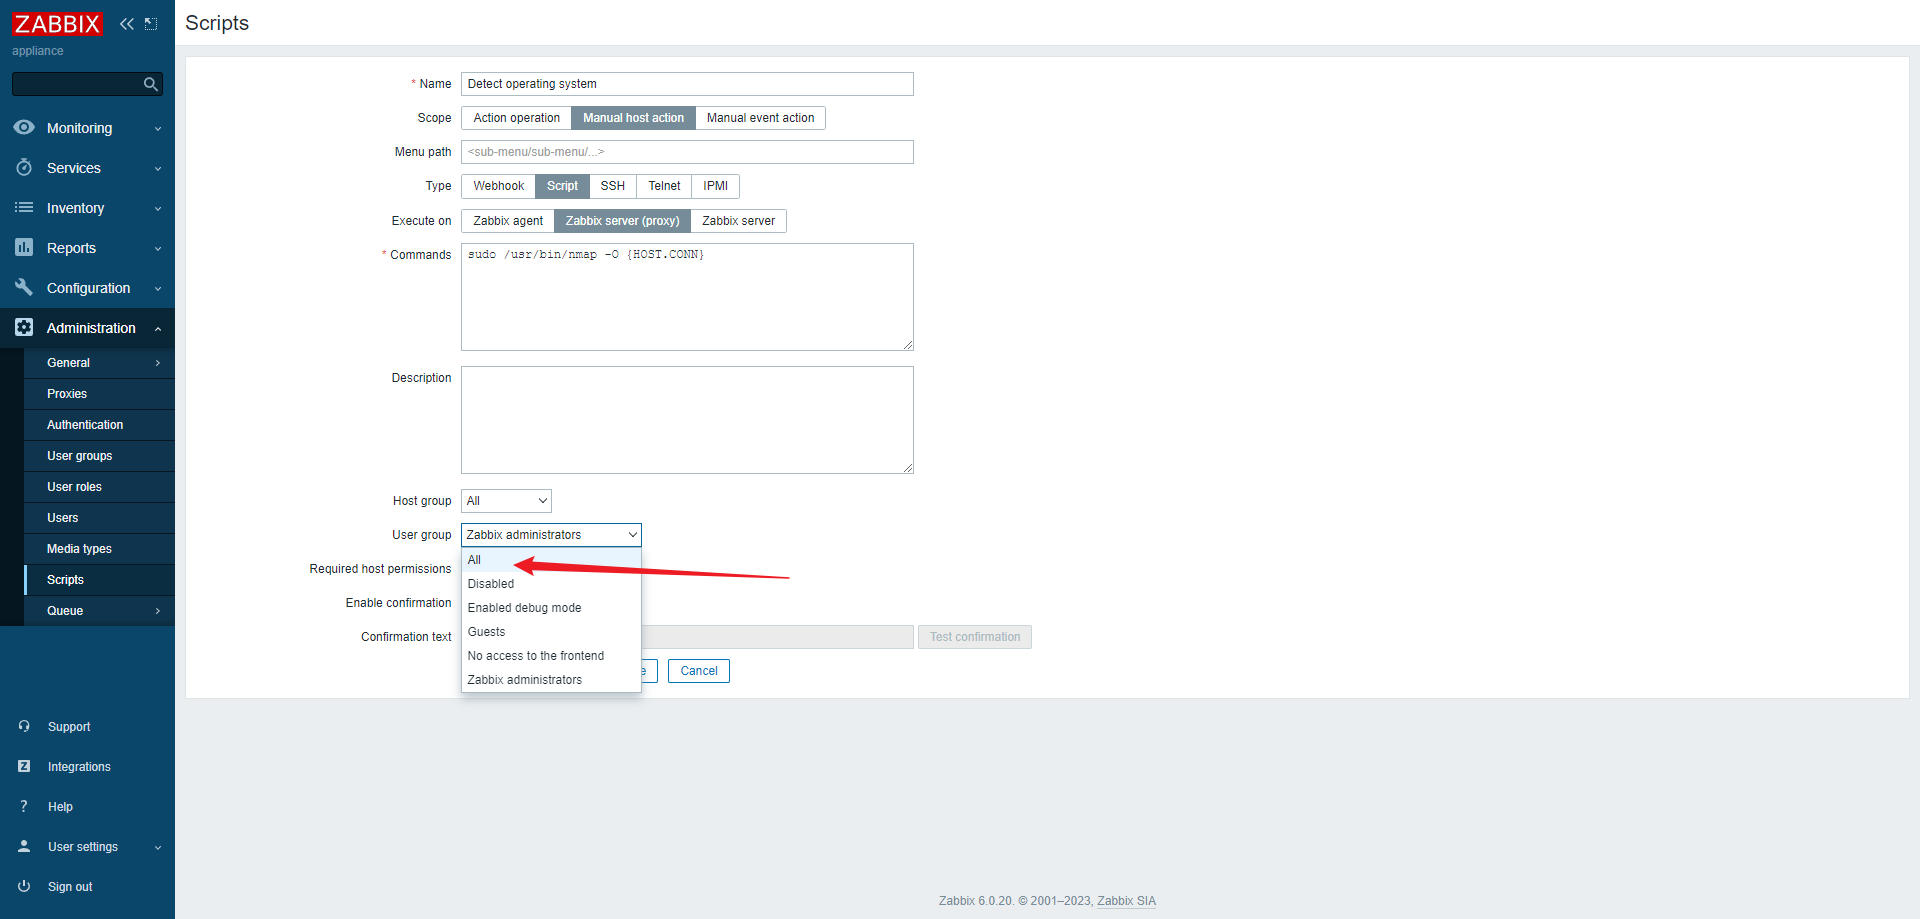 ZABBIX
appliance
Monitoring
Services
Inventory
Reports
Configuration
Administration
General
Proxies
Authentication
User groups
User roles
Users
Media types
Scripts
Queue
Support
Z Integrations
? Help
User settings
Sign out
Scripts
* Name Detect operating system
Scope Action operation Manual host action Manual event action
Menu path <sub-menu/sub-menu/...>
Type Webhook Script SSH Telnet IPMI
Execute on Zabbix agent Zabbix server (proxy) Zabbix server
* Commands sudo /usr/bin/nmap -O {HOST.CONN}
Description
Host group All
User group Zabbix administrators
All
Required host permissions
Disabled
Enable confirmation
Enabled debug mode
Guests
Confirmation text Test confirmation
No access to the frontend
Cancel
Zabbix administrators
Zabbix 6.0.20. © 2001–2023, Zabbix SIA